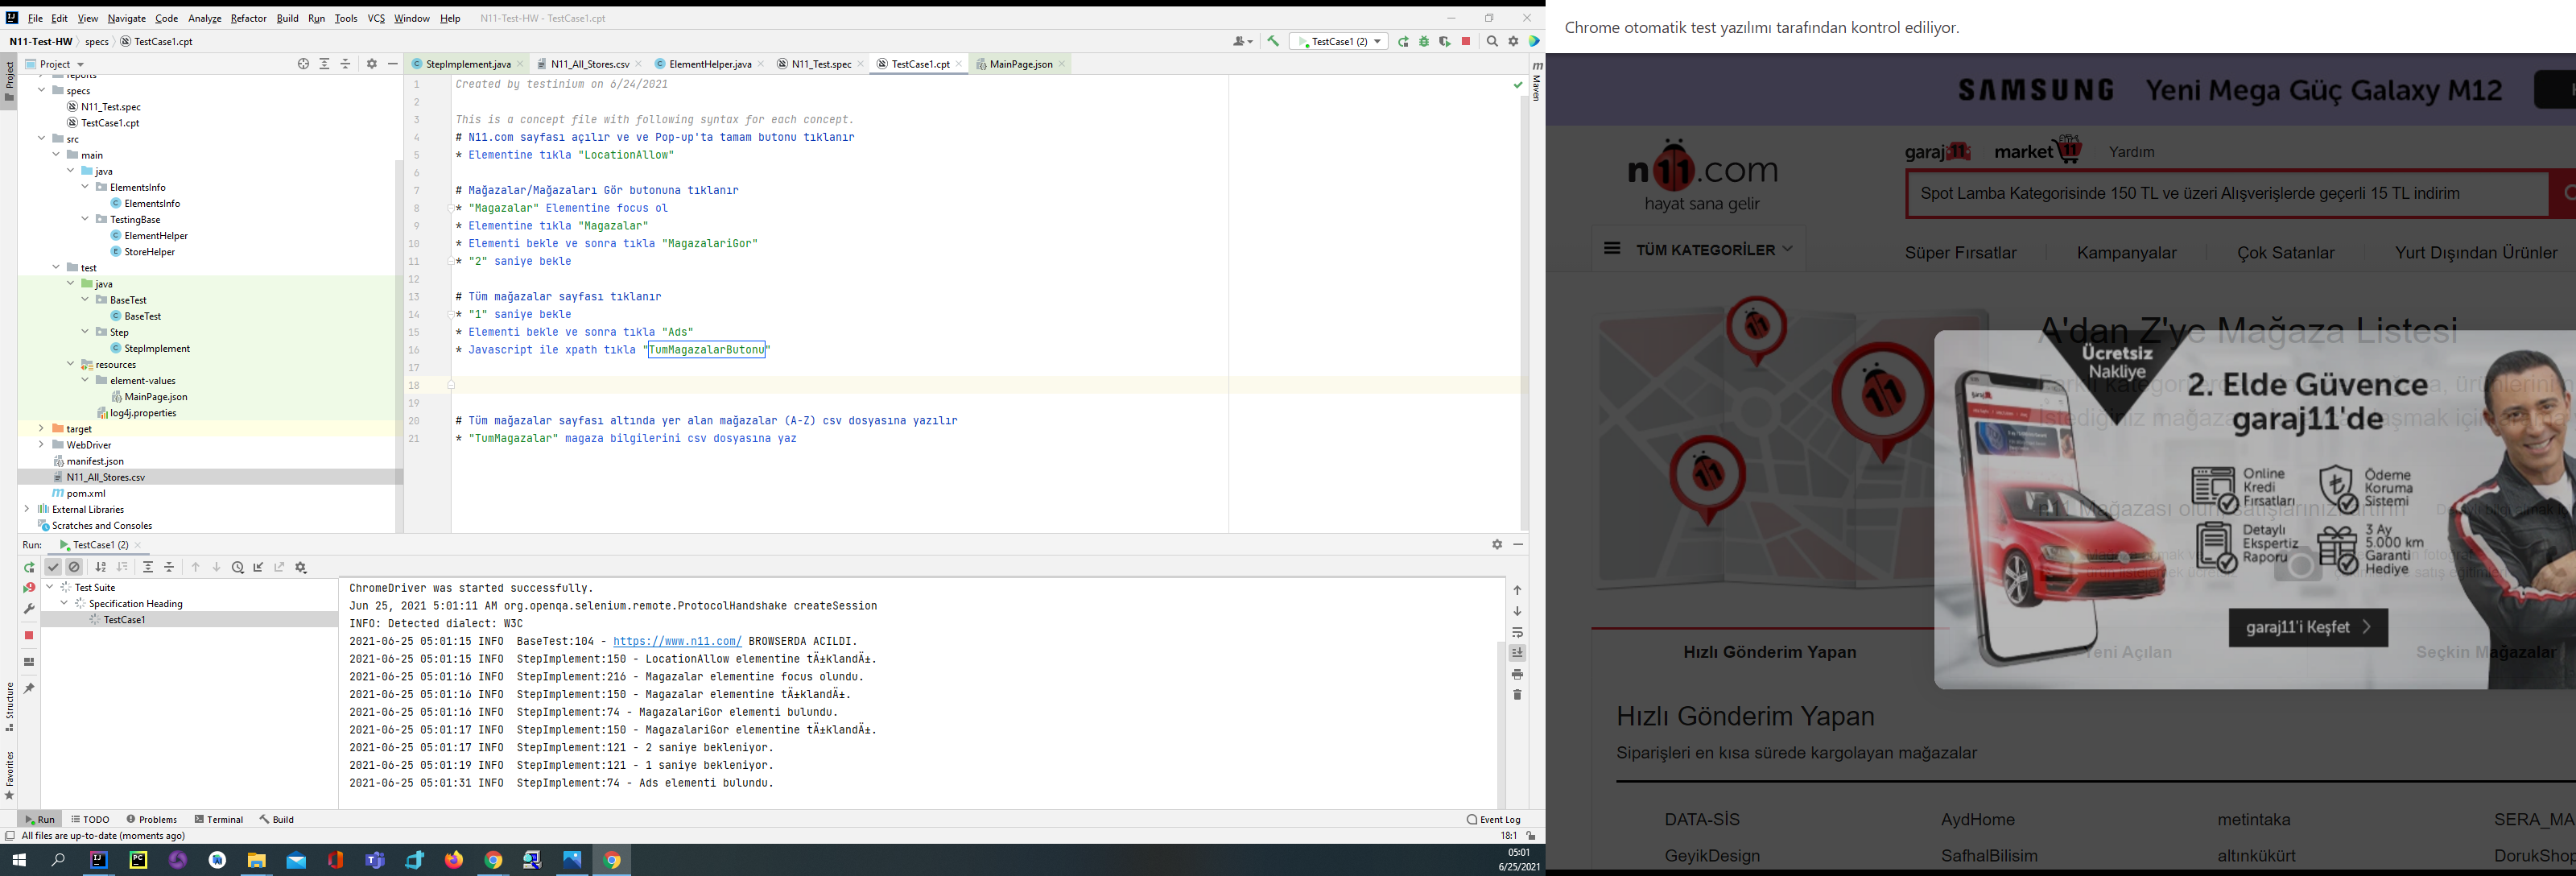 File Edit View Navigate Code Analyze Refactor Build Run Tools VCS Window Help N11-Test-HW - TestCase1.cpt
N11-Test-HW specs TestCase1.cpt
TestCase1 (2)
Project
StepImplement.java N11_All_Stores.csv ElementHelper.java N11_Test.spec TestCase1.cpt MainPage.json
Project
Maven
reports
specs
N11_Test.spec
TestCase1.cpt
src
main
java
ElementsInfo
ElementsInfo
TestingBase
ElementHelper
StoreHelper
test
java
BaseTest
BaseTest
Step
StepImplement
resources
element-values
MainPage.json
log4j.properties
target
WebDriver
manifest.json
N11_All_Stores.csv
pom.xml
External Libraries
Scratches and Consoles
1 Created by testinium on 6/24/2021
2
3 This is a concept file with following syntax for each concept.
4 # N11.com sayfası açılır ve ve Pop-up'ta tamam butonu tıklanır
5 * Elementine tıkla "LocationAllow"
6
7 # Mağazalar/Mağazaları Gör butonuna tıklanır
8 * "Magazalar" Elementine focus ol
9 * Elementine tıkla "Magazalar"
10 * Elementi bekle ve sonra tıkla "MagazalariGor"
11 * "2" saniye bekle
12
13 # Tüm mağazalar sayfası tıklanır
14 * "1" saniye bekle
15 * Elementi bekle ve sonra tıkla "Ads"
16 * Javascript ile xpath tıkla "TumMagazalarButonu"
17
18
19
20 # Tüm mağazalar sayfası altında yer alan mağazalar (A-Z) csv dosyasına yazılır
21 * "TumMagazalar" magaza bilgilerini csv dosyasına yaz
Run: TestCase1 (2)
Test Suite
Specification Heading
TestCase1
ChromeDriver was started successfully.
Jun 25, 2021 5:01:11 AM org.openqa.selenium.remote.ProtocolHandshake createSession
INFO: Detected dialect: W3C
2021-06-25 05:01:15 INFO BaseTest:104 - https://www.n11.com/ BROWSERDA ACILDI.
2021-06-25 05:01:15 INFO StepImplement:150 - LocationAllow elementine tÄ±klandÄ±.
2021-06-25 05:01:16 INFO StepImplement:216 - Magazalar elementine focus olundu.
2021-06-25 05:01:16 INFO StepImplement:150 - Magazalar elementine tÄ±klandÄ±.
2021-06-25 05:01:16 INFO StepImplement:74 - MagazalariGor elementi bulundu.
2021-06-25 05:01:17 INFO StepImplement:150 - MagazalariGor elementine tÄ±klandÄ±.
2021-06-25 05:01:17 INFO StepImplement:121 - 2 saniye bekleniyor.
2021-06-25 05:01:19 INFO StepImplement:121 - 1 saniye bekleniyor.
2021-06-25 05:01:31 INFO StepImplement:74 - Ads elementi bulundu.
Structure
Favorites
Run TODO Problems Terminal Build Event Log
All files are up-to-date (moments ago) 18:1
05:01
6/25/2021
Chrome otomatik test yazılımı tarafından kontrol ediliyor.
SAMSUNG Yeni Mega Güç Galaxy M12
n11.com
hayat sana gelir
garaj11 market11 Yardım
Spot Lamba Kategorisinde 150 TL ve üzeri Alışverişlerde geçerli 15 TL indirim
TÜM KATEGORİLER Süper Fırsatlar Kampanyalar Çok Satanlar Yurt Dışından Ürünler
A'dan Z'ye Mağaza Listesi
Ücretsiz
Nakliye
2. Elde Güvence
garaj11'de
Online
Kredi
Fırsatları
Ödeme
Koruma
Sistemi
Detaylı
Ekspertiz
Raporu
3 Ay
5.000 km
Garanti
Hediye
garaj11'i Keşfet
Hızlı Gönderim Yapan Yeni Açılan Seçkin Mağazalar
Hızlı Gönderim Yapan
Siparişleri en kısa sürede kargolayan mağazalar
DATA-SİS AydHome metintaka SERA_MA
GeyikDesign SafhalBilisim altınkükürt DorukShop